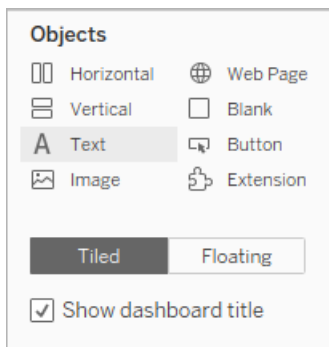 Objects
Horizontal
Web Page
Vertical
Blank
Text
Button
Image
Extension
Tiled
Floating
Show dashboard title